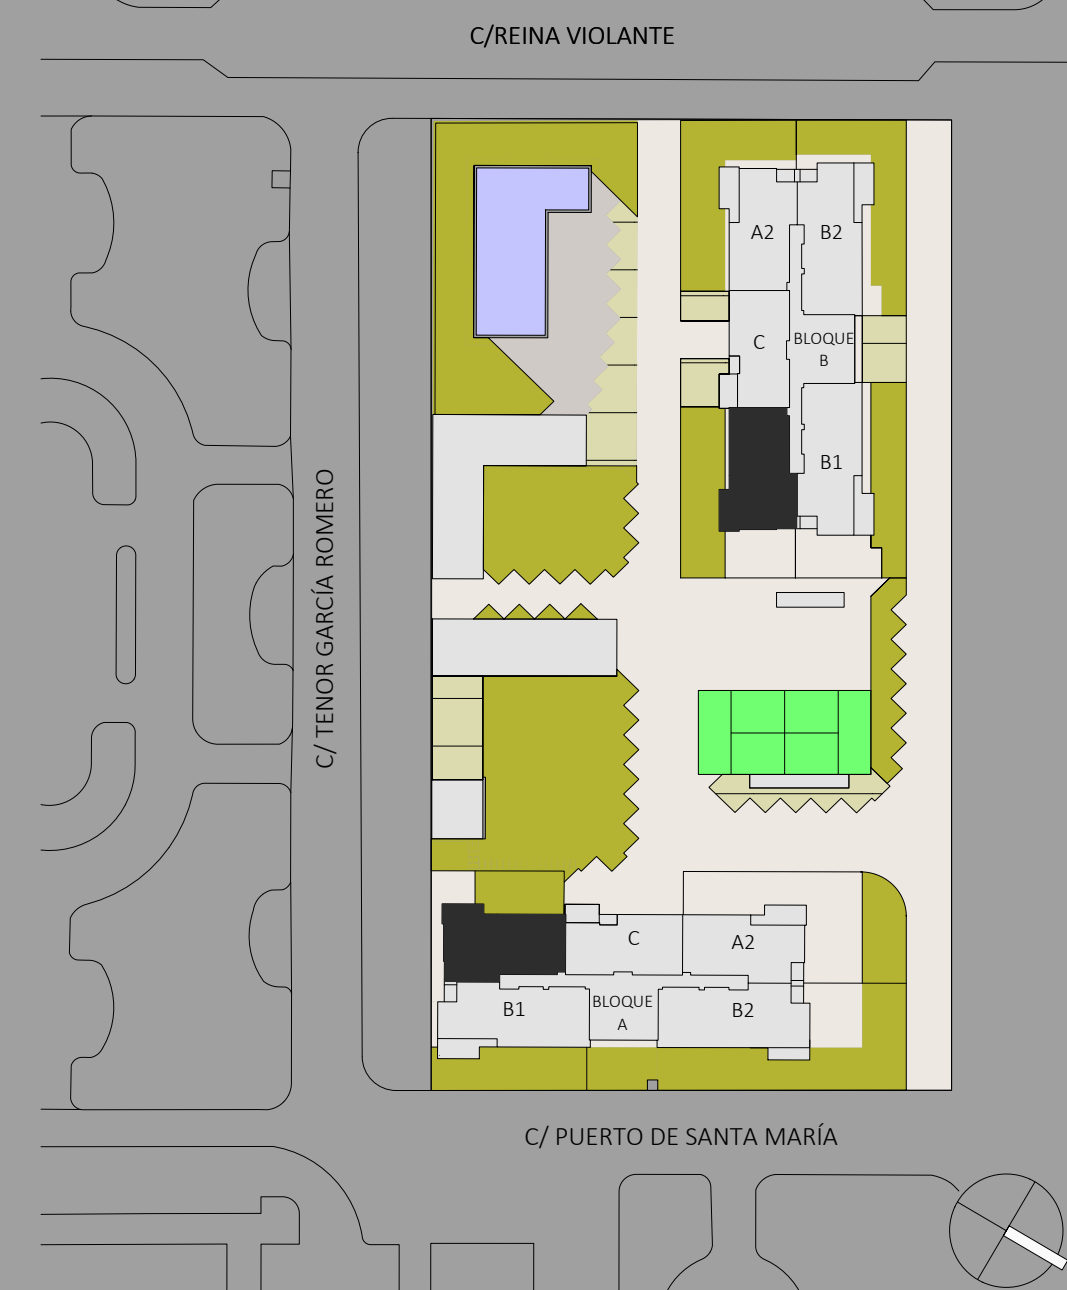 C/REINA VIOLANTE
A2
B2
C
BLOQUE
B
B1
C/ TENOR GARCÍA ROMERO
C
A2
B1
BLOQUE
A
B2
C/ PUERTO DE SANTA MARÍA